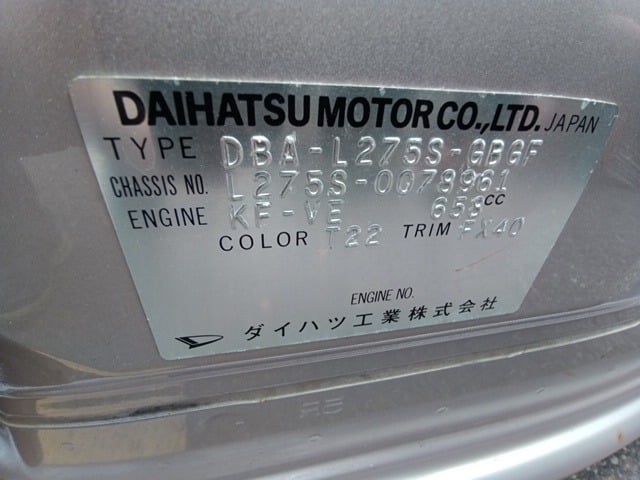 DAIHATSU MOTOR CO.,LTD. JAPAN
TYPE DBA-L275S-GBGF
CHASSIS NO. L275S-0078961
ENGINE KF-VE 653CC
COLOR T22 TRIM FX40
ENGINE NO.
ダイハツ工業株式会社